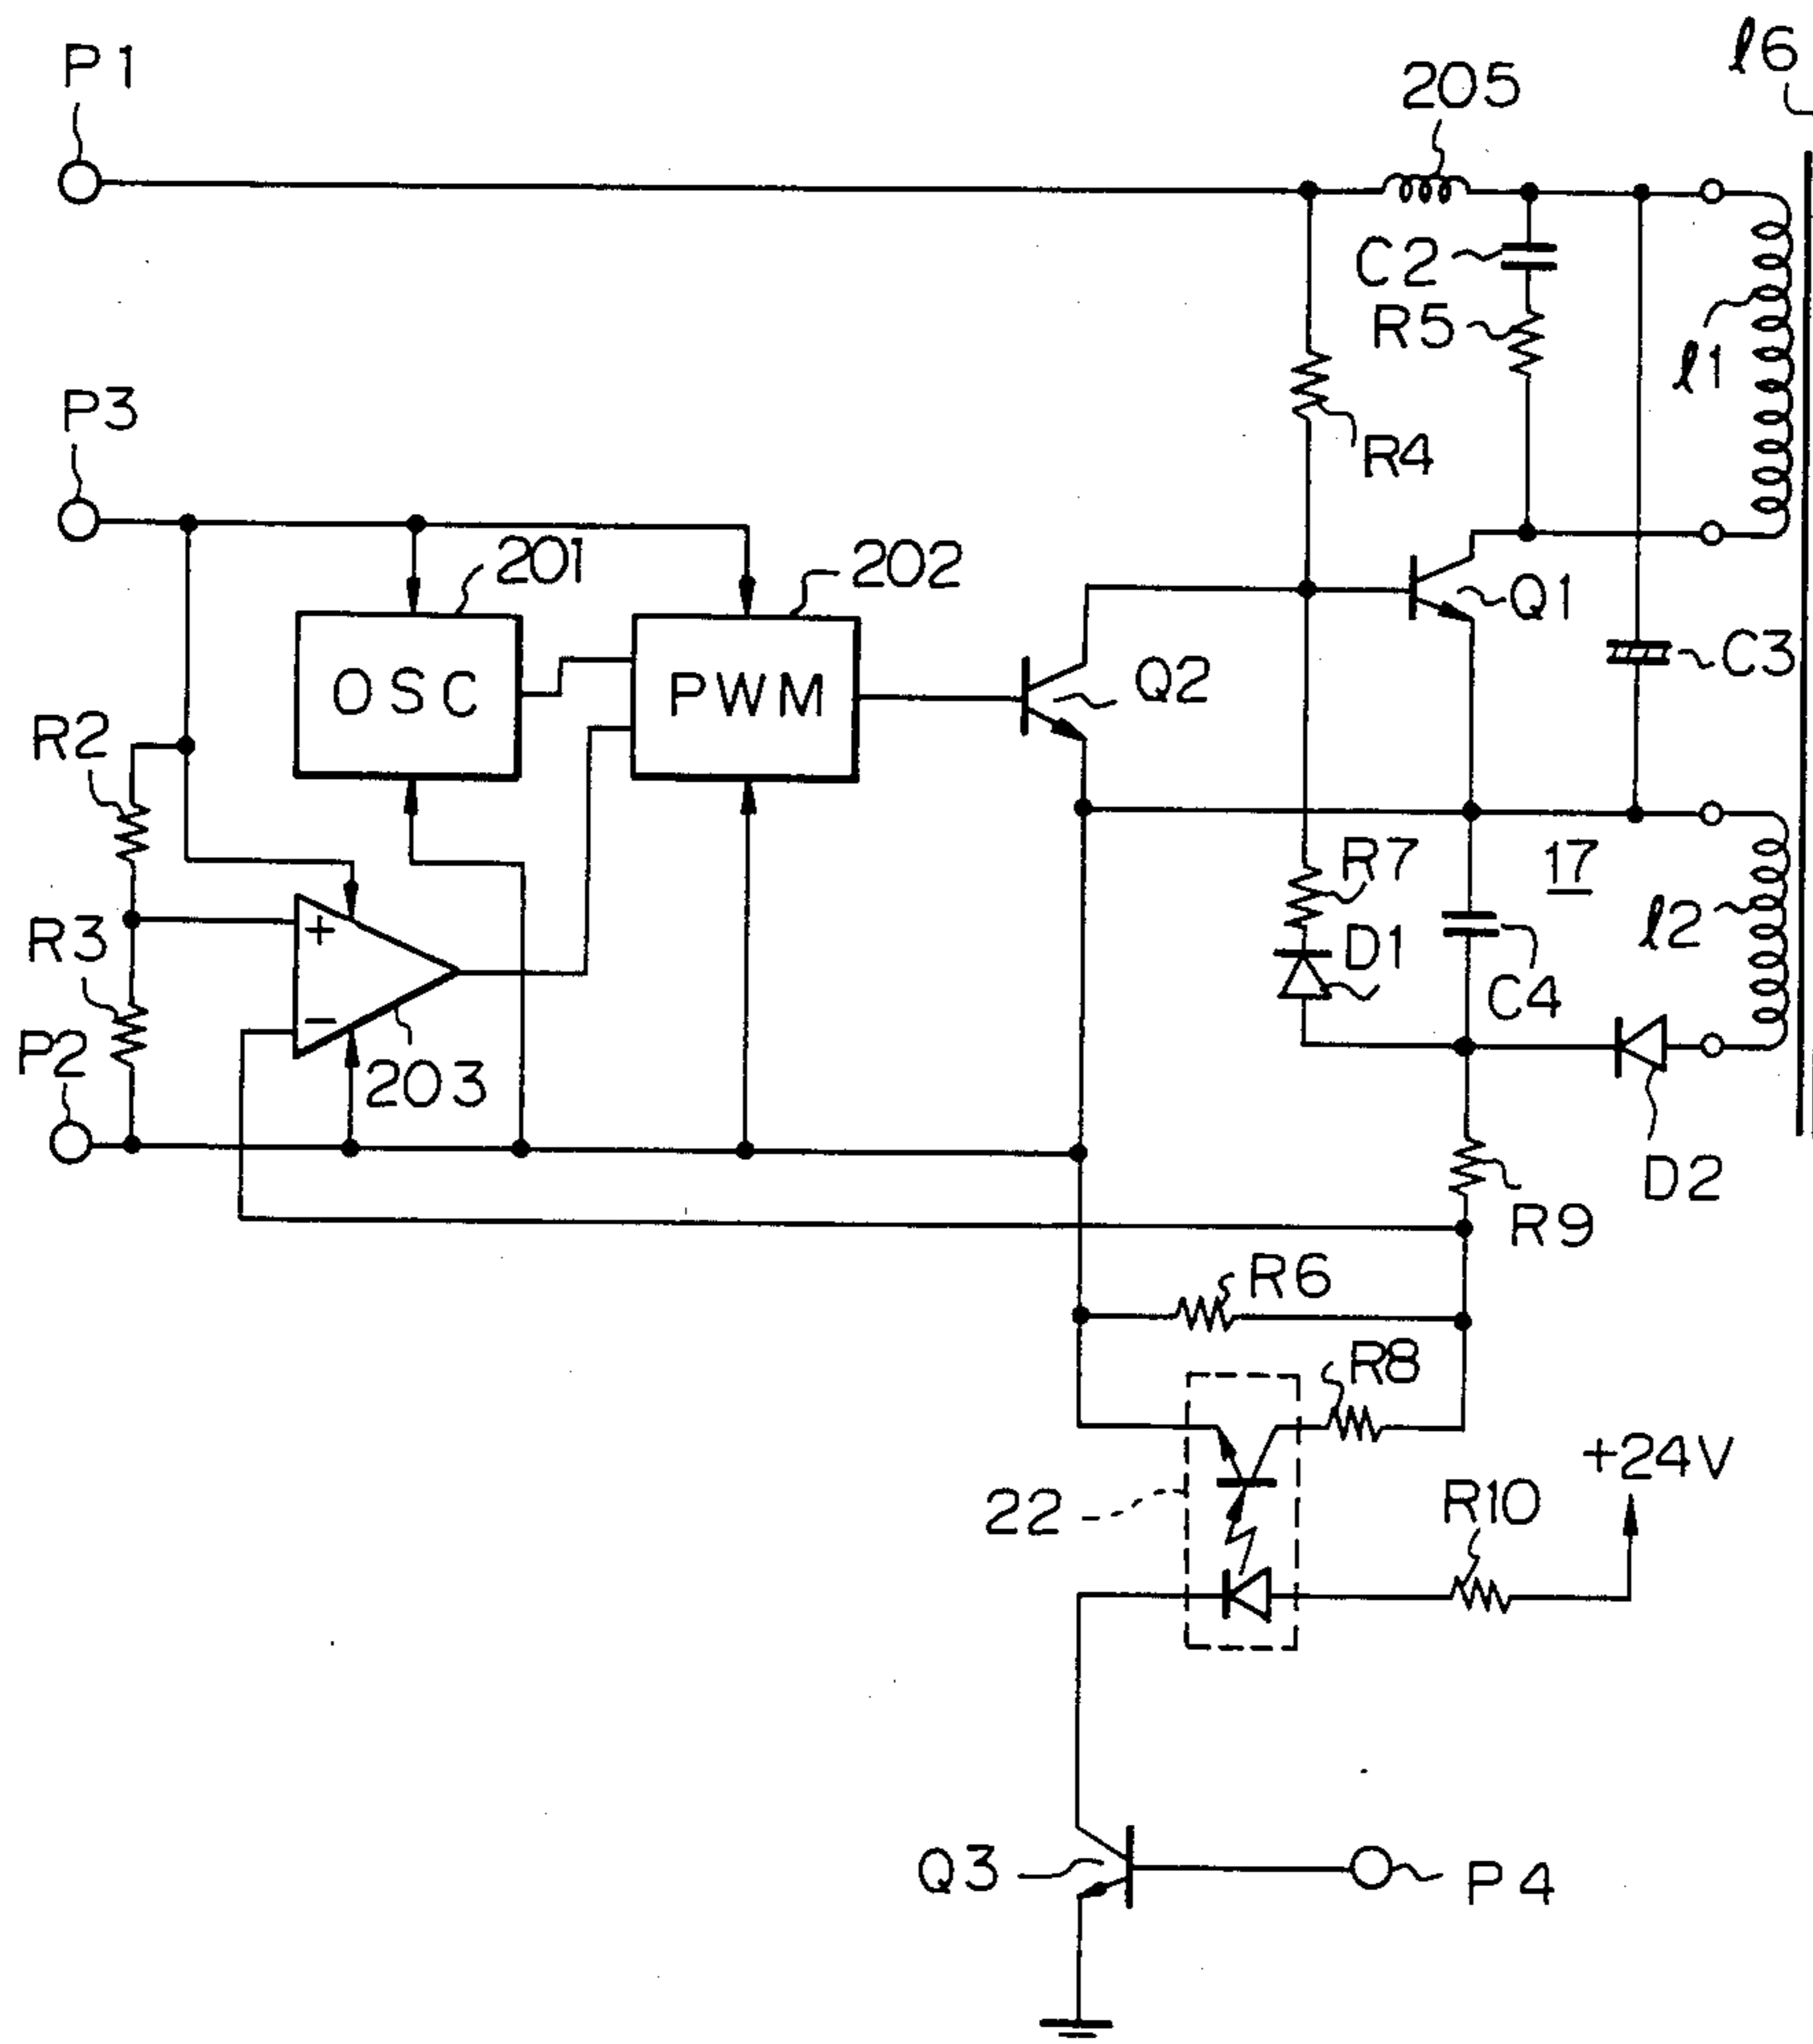 P1
205
ℓ6
C2
R5
ℓ1
P3
R4
201
202
Q1
OSC
PWM
Q2
C3
R2
R7
17
ℓ2
R3
+
D1
C4
−
P2
203
D2
R9
R6
R8
+24V
22
R10
Q3
P4